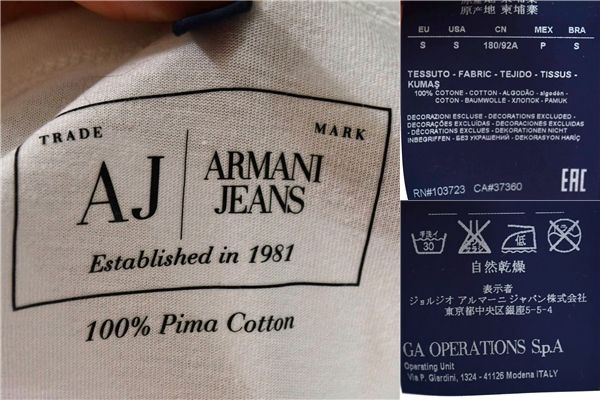 TRADE MARK
AJ ARMANI
JEANS
Established in 1981
100% Pima Cotton
原产地 柬埔寨
EU USA CN MEX BRA
S S 180/92A P S
TESSUTO - FABRIC - TEJIDO - TISSUS -
KUMAŞ
100% COTONE - COTTON - ALGODÃO - algodón -
COTON - BAUMWOLLE - ХЛОПОК - PAMUK
DECORAZIONI ESCLUSE - DECORATIONS EXCLUDED -
DECORAÇÕES EXCLUÍDAS - DECORACIONES EXCLUIDAS
- DÉCORATIONS EXCLUES - DEKORATIONEN NICHT
INBEGRIFFEN - БЕЗ УКРАШЕНИЙ - DEKORASYON HARİÇ
RN#103723 CA#37360 EAC
手洗イ
30 低
自然乾燥
表示者
ジョルジオ アルマーニ ジャパン株式会社
東京都中央区銀座5-5-4
GA OPERATIONS S.p.A
Operating Unit
Via P. Giardini, 1324 - 41126 Modena ITALY